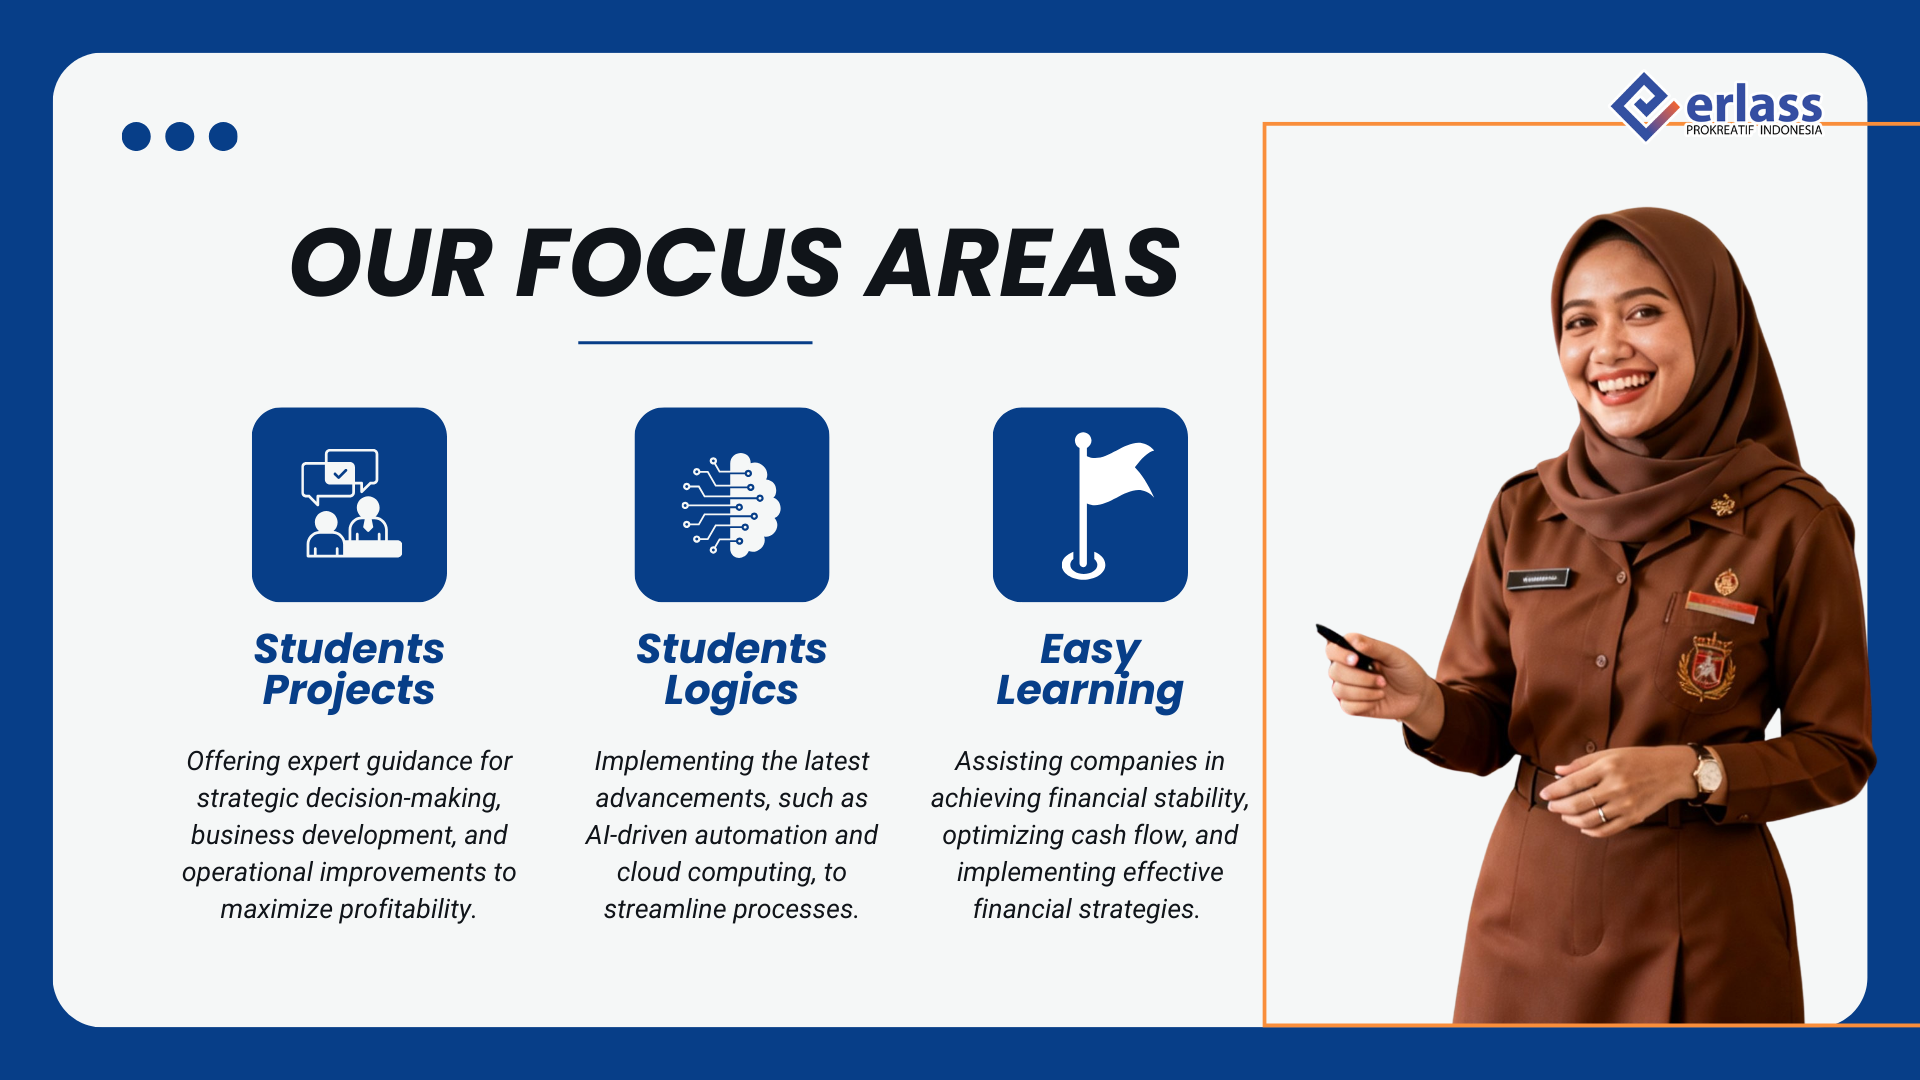 erlass
PROKREATIF INDONESIA
OUR FOCUS AREAS
Students
Projects
Offering expert guidance for
strategic decision-making,
business development, and
operational improvements to
maximize profitability.
Students
Logics
Implementing the latest
advancements, such as
AI-driven automation and
cloud computing, to
streamline processes.
Easy
Learning
Assisting companies in
achieving financial stability,
optimizing cash flow, and
implementing effective
financial strategies.